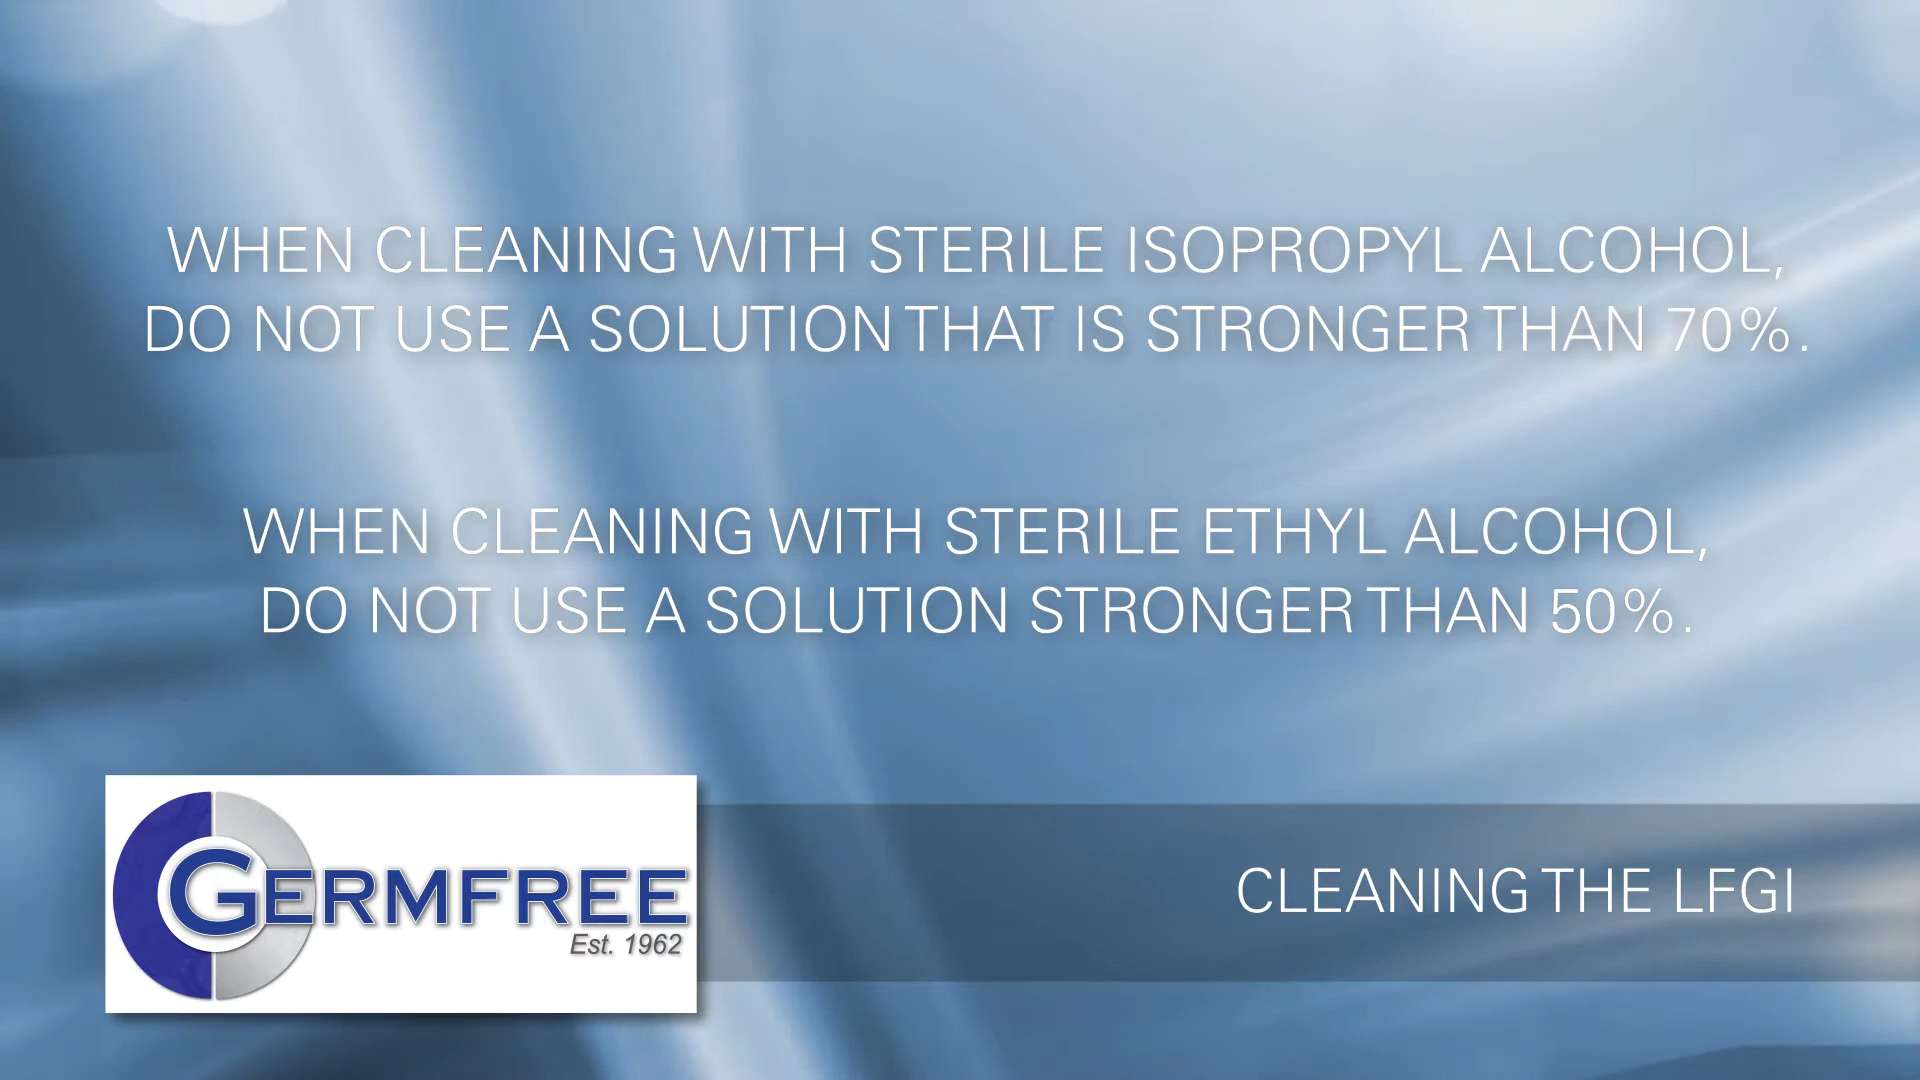 WHEN CLEANING WITH STERILE ISOPROPYL ALCOHOL,
DO NOT USE A SOLUTION THAT IS STRONGER THAN 70%.
WHEN CLEANING WITH STERILE ETHYL ALCOHOL,
DO NOT USE A SOLUTION STRONGER THAN 50%.
GERMFREE
Est. 1962
CLEANING THE LFGI